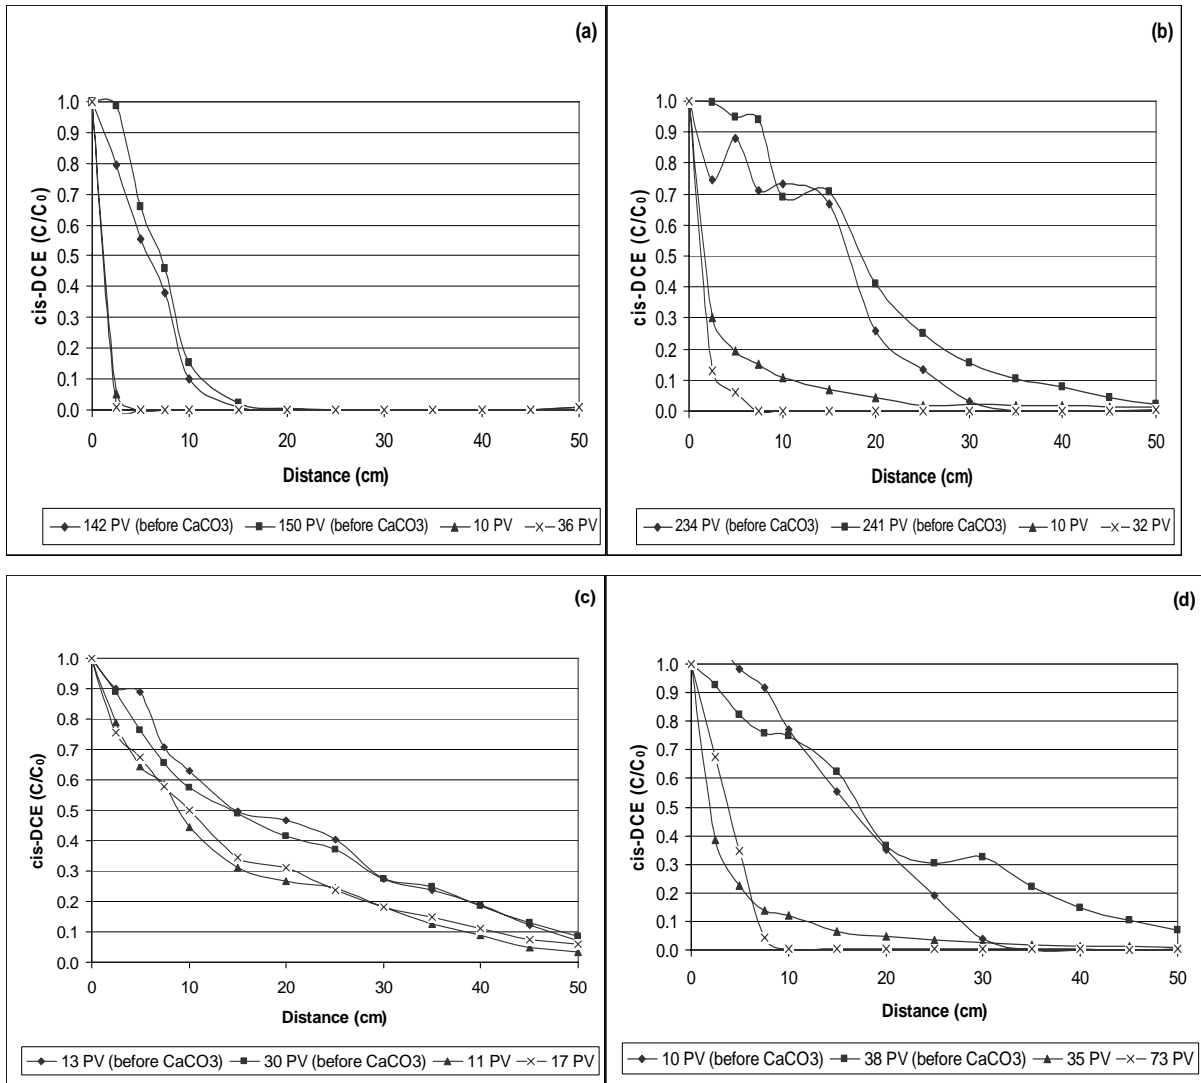 (a)
cis-DCE (C/C0)
1.0
0.9
0.8
0.7
0.6
0.5
0.4
0.3
0.2
0.1
0.0
0 10 20 30 40 50
Distance (cm)
142 PV (before CaCO3) 150 PV (before CaCO3) 10 PV 36 PV
(b)
cis-DCE (C/C0)
1.0
0.9
0.8
0.7
0.6
0.5
0.4
0.3
0.2
0.1
0.0
0 10 20 30 40 50
Distance (cm)
234 PV (before CaCO3) 241 PV (before CaCO3) 10 PV 32 PV
(c)
cis-DCE (C/C0)
1.0
0.9
0.8
0.7
0.6
0.5
0.4
0.3
0.2
0.1
0.0
0 10 20 30 40 50
Distance (cm)
13 PV (before CaCO3) 30 PV (before CaCO3) 11 PV 17 PV
(d)
cis-DCE (C/C0)
1.0
0.9
0.8
0.7
0.6
0.5
0.4
0.3
0.2
0.1
0.0
0 10 20 30 40 50
Distance (cm)
10 PV (before CaCO3) 38 PV (before CaCO3) 35 PV 73 PV